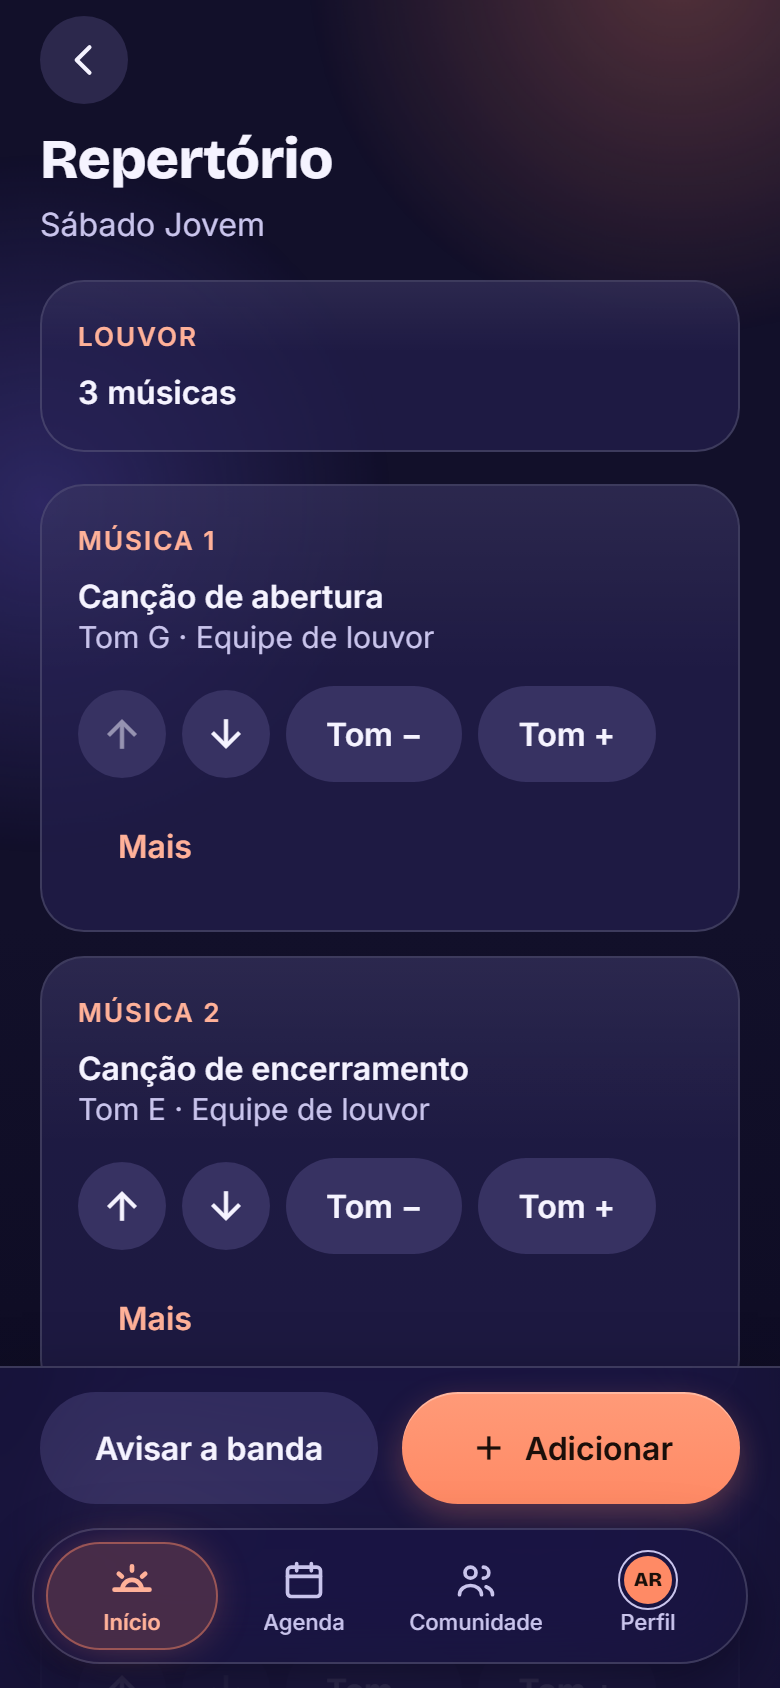 Repertório
Sábado Jovem
LOUVOR
3 músicas
MÚSICA 1
Canção de abertura
Tom G · Equipe de louvor
Tom −
Tom +
Mais
MÚSICA 2
Canção de encerramento
Tom E · Equipe de louvor
Tom −
Tom +
Mais
Avisar a banda
+ Adicionar
Início
Agenda
Comunidade
AR
Perfil